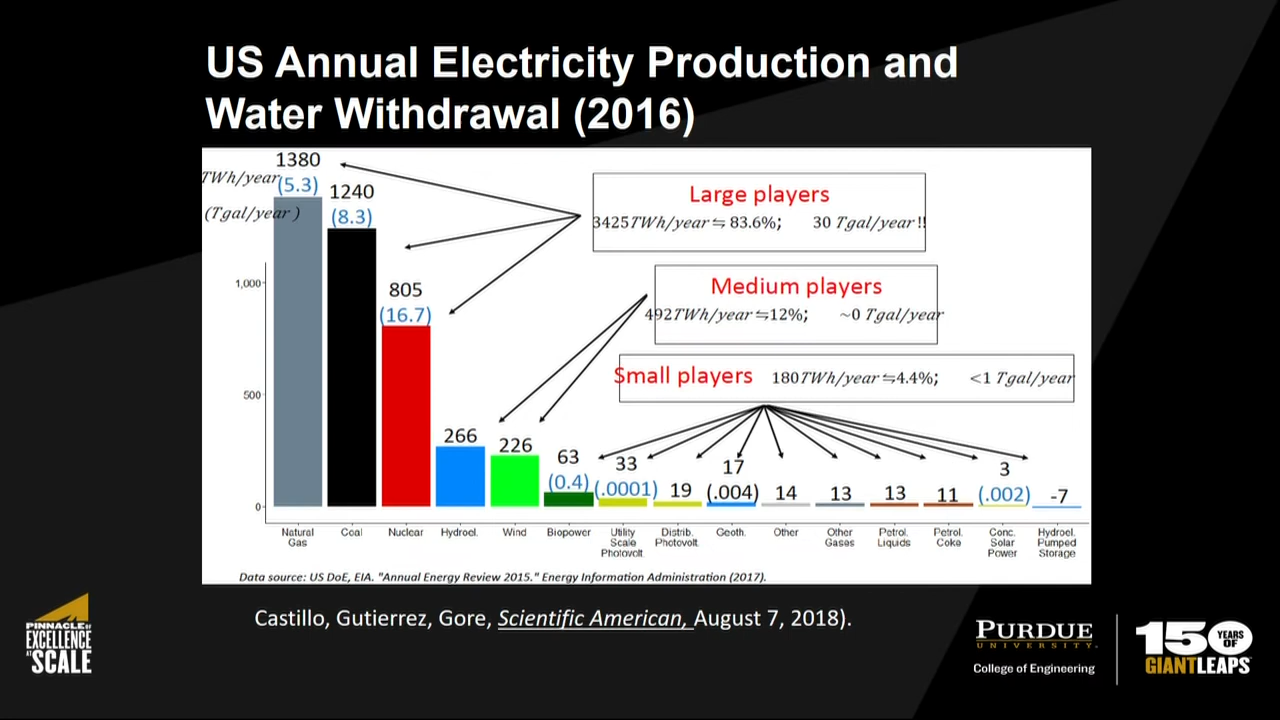 US Annual Electricity Production and
Water Withdrawal (2016)
TWh/year
(Tgal/year )
1380
(5.3)
1240
(8.3)
805
(16.7)
266
226
63
(0.4)
33
(.0001)
19
17
(.004)
14
13
13
11
3
(.002)
-7
Large players
3425TWh/year ⇋ 83.6%; 30 Tgal/year !!
Medium players
492TWh/year ⇋12%; ~0 Tgal/year
Small players 180TWh/year ⇋4.4%; <1 Tgal/year
1,000
500
0
Natural
Gas
Coal
Nuclear
Hydroel.
Wind
Biopower
Utility
Scale
Photovolt.
Distrib.
Photovolt.
Geoth.
Other
Other
Gases
Petrol.
Liquids
Petrol.
Coke
Conc.
Solar
Power
Hydroel.
Pumped
Storage
Data source: US DoE, EIA. "Annual Energy Review 2015." Energy Information Administration (2017).
Castillo, Gutierrez, Gore, Scientific American, August 7, 2018).
PINNACLE OF
EXCELLENCE
AT SCALE
PURDUE
UNIVERSITY
College of Engineering
150 YEARS OF
GIANTLEAPS